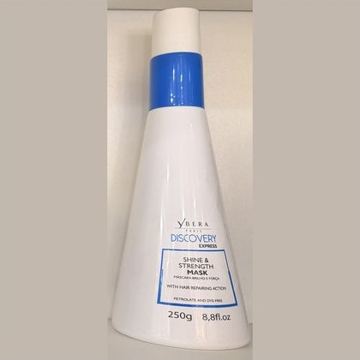 YBERA
PARIS
DISCOVERY
EXPRESS
SHINE &
STRENGTH
MASK
MÁSCARA BRILHO E FORÇA
WITH HAIR REPAIRING ACTION
PETROLATE AND DYE FREE
250g 8,8fl.oz